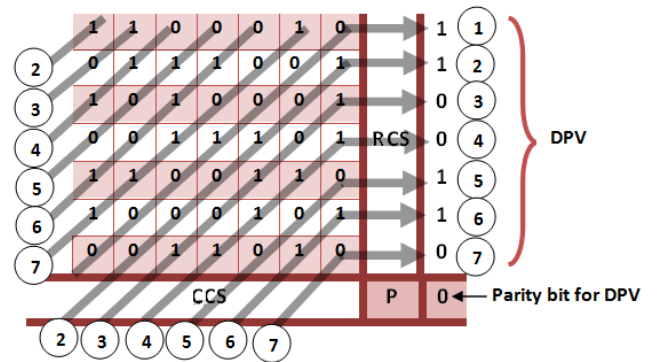 1 1 0 0 0 1 0 1 1
2 0 1 1 1 0 0 1 1 2
3 1 0 1 0 0 0 1 0 3
DPV
4 0 0 1 1 1 0 1 RCS 0 4
5 1 1 0 0 1 1 0 1 5
6 1 0 0 0 1 0 1 1 6
7 0 0 1 1 0 1 0 0 7
CCS P 0 Parity bit for DPV
2 3 4 5 6 7